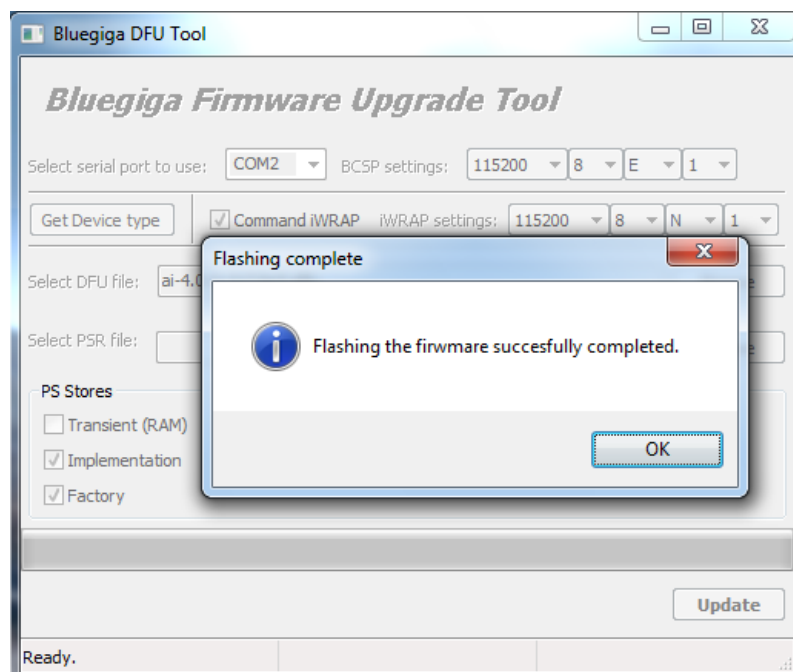 Bluegiga DFU Tool
Bluegiga Firmware Upgrade Tool
Select serial port to use: COM2 BCSP settings: 115200 8 E 1
Get Device type Command iWRAP iWRAP settings: 115200 8 N 1
Flashing complete
Select DFU file: ai-4.0
Flashing the firwmare succesfully completed.
Select PSR file:
PS Stores
Transient (RAM)
OK
Implementation
Factory
Update
Ready.